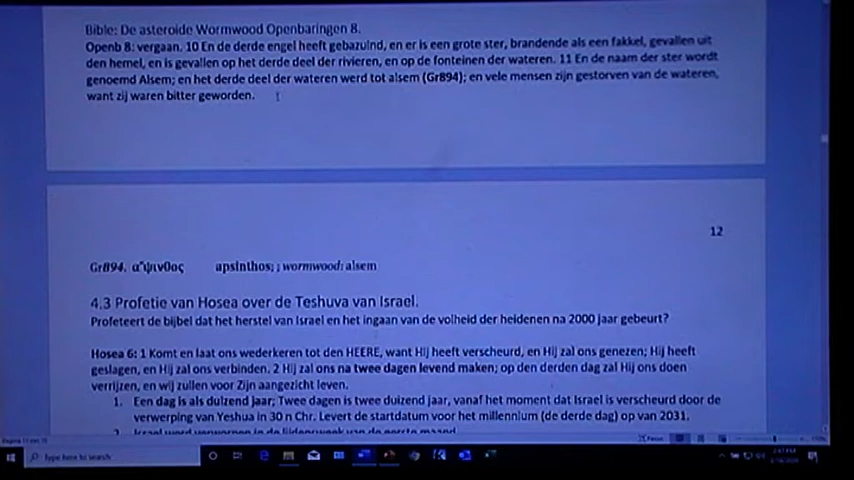 Bible: De asteroide Wormwood Openbaringen 8.
Openb 8: vergaan. 10 En de derde engel heeft gebazuind, en er is een grote ster, brandende als een fakkel, gevallen uit
den hemel, en is gevallen op het derde deel der rivieren, en op de fonteinen der wateren. 11 En de naam der ster wordt
genoemd Alsem; en het derde deel der wateren werd tot alsem (Gr894); en vele mensen zijn gestorven van de wateren,
want zij waren bitter geworden.
12
Gr894. αψινθος apsinthos; ; wormwood: alsem
4.3 Profetie van Hosea over de Teshuva van Israel.
Profeteert de bijbel dat het herstel van Israel en het ingaan van de volheid der heidenen na 2000 jaar gebeurt?
Hosea 6: 1 Komt en laat ons wederkeren tot den HEERE, want Hij heeft verscheurd, en Hij zal ons genezen; Hij heeft
geslagen, en Hij zal ons verbinden. 2 Hij zal ons na twee dagen levend maken; op den derden dag zal Hij ons doen
verrijzen, en wij zullen voor Zijn aangezicht leven.
1. Een dag is als duizend jaar; Twee dagen is twee duizend jaar, vanaf het moment dat Israel is verscheurd door de
verwerping van Yeshua in 30 n Chr. Levert de startdatum voor het millennium (de derde dag) op van 2031.
Focus
Type here to search